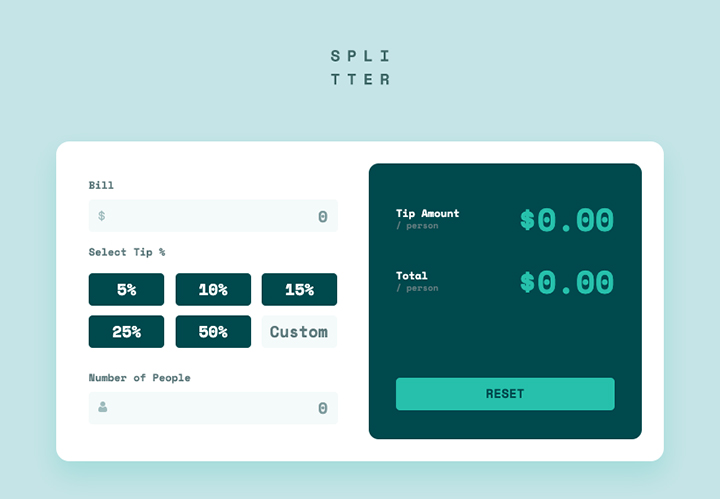 SPLI
TTER
Bill
$ 0
Select Tip %
5% 10% 15%
25% 50% Custom
Number of People
0
Tip Amount
/ person
$0.00
Total
/ person
$0.00
RESET